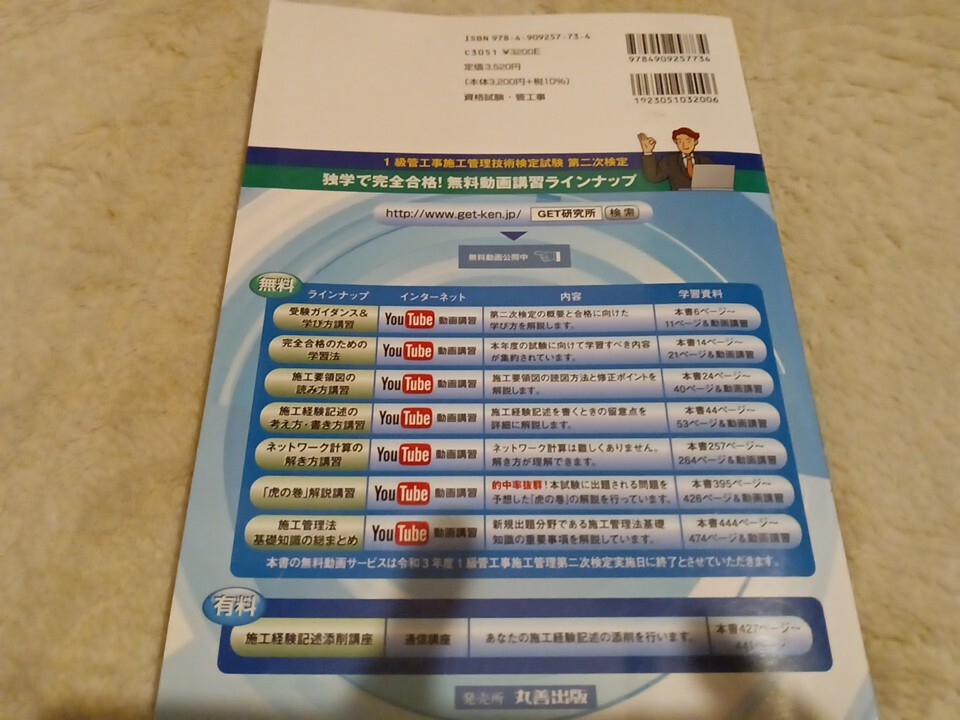 ISBN 978-4-909257-73-4
C3051 ¥3200E
定価3,520円
(本体3,200円+税10%)
資格試験・管工事
9784909257734
1923051032006
1級管工事施工管理技術検定試験 第二次検定
独学で完全合格!無料動画講習ラインナップ
http://www.get-ken.jp/ GET研究所 検索
無料動画公開中
無料
ラインナップ インターネット 内容 学習資料
受験ガイダンス&
学び方講習
YouTube 動画講習
第二次検定の概要と合格に向けた
学び方を解説します。
本書6ページ〜
11ページ&動画講習
完全合格のための
学習法
YouTube 動画講習
本年度の試験に向けて学習すべき内容
が集約されています。
本書14ページ〜
21ページ&動画講習
施工要領図の
読み方講習
YouTube 動画講習
施工要領図の読図方法と修正ポイントを
解説します。
本書24ページ〜
40ページ&動画講習
施工経験記述の
考え方・書き方講習
YouTube 動画講習
施工経験記述を書くときの留意点を
詳細に解説します。
本書44ページ〜
53ページ&動画講習
ネットワーク計算の
解き方講習
YouTube 動画講習
ネットワーク計算は難しくありません。
解き方が理解できます。
本書257ページ〜
264ページ&動画講習
「虎の巻」解説講習
YouTube 動画講習
的中率抜群!本試験に出題される問題を
予想した「虎の巻」の解説を行っています。
本書395ページ〜
426ページ&動画講習
施工管理法
基礎知識の総まとめ
YouTube 動画講習
新規出題分野である施工管理法基礎
知識の重要事項を解説しています。
本書444ページ〜
474ページ&動画講習
本書の無料動画サービスは令和3年度1級管工事施工管理第二次検定実施日に終了とさせていただきます。
有料
施工経験記述添削講座 通信講座 あなたの施工経験記述の添削を行います。
本書427ページ〜
発売所 丸善出版